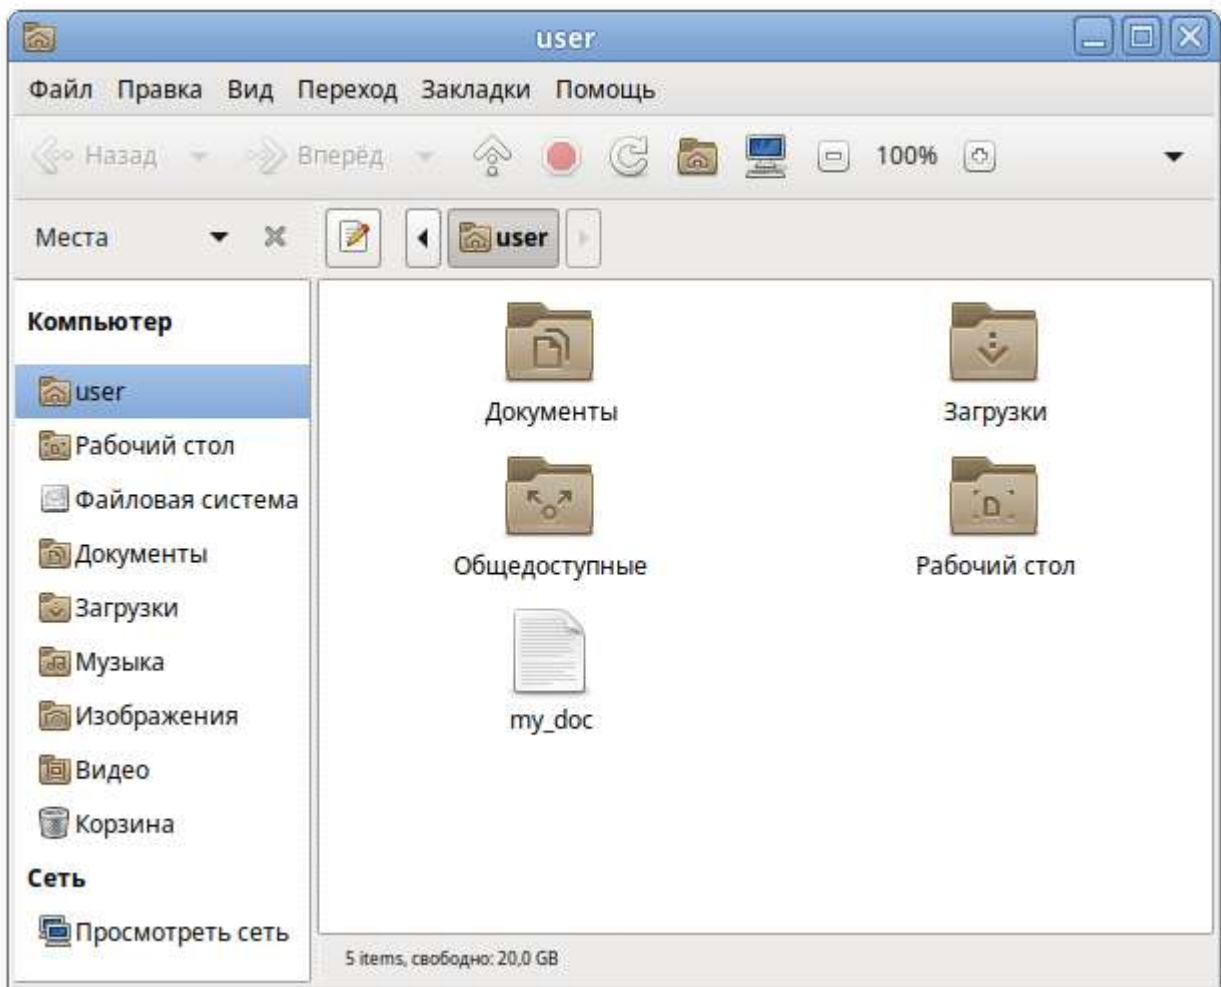 user
Файл Правка Вид Переход Закладки Помощь
Назад Вперёд 100%
Места user
Компьютер
user
Рабочий стол
Файловая система
Документы
Загрузки
Музыка
Изображения
Видео
Корзина
Сеть
Просмотреть сеть
Документы Загрузки
Общедоступные Рабочий стол
my_doc
5 items, свободно: 20,0 GB